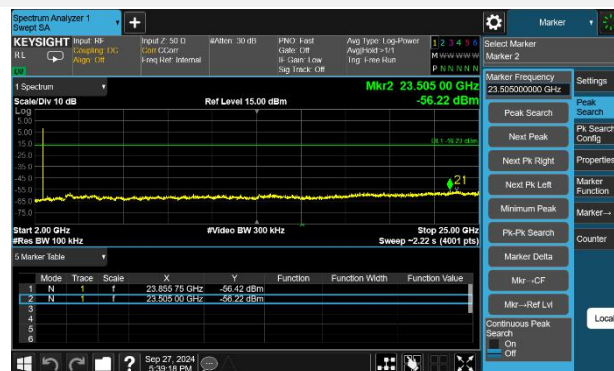 Spectrum Analyzer 1
Swept SA
Marker
KEYSIGHT
Input: RF
Input Z: 50 Ω
#Atten: 30 dB
PNO: Fast
Avg Type: Log-Power
1 2 3 4 5 6
R L
Coupling: DC
Corr CCorr
Gate: Off
Avg|Hold:>1/1
M W W W W W
Align: Off
Freq Ref: Internal
IF Gain: Low
Trig: Free Run
Sig Track: Off
P N N N N N
Select Marker
Marker 2
1 Spectrum
Mkr2 23.505 00 GHz
Scale/Div 10 dB
Ref Level 15.00 dBm
-56.22 dBm
Log
5.00
-5.00
-15.0
-25.0
-35.0
-45.0
-55.0
-65.0
-75.0
2 1
Start 2.00 GHz
#Video BW 300 kHz
Stop 25.00 GHz
#Res BW 100 kHz
Sweep ~2.22 s (4001 pts)
5 Marker Table
Mode Trace Scale X Y Function Function Width Function Value
1 N 1 f 23.855 75 GHz -56.42 dBm
2 N 1 f 23.505 00 GHz -56.22 dBm
3
4
5
6
Sep 27, 2024
5:39:18 PM
Marker Frequency
23.505000000 GHz
Peak Search
Next Peak
Next Pk Right
Next Pk Left
Minimum Peak
Pk-Pk Search
Marker Delta
Mkr→CF
Mkr→Ref Lvl
Continuous Peak
Search
On
Off
Settings
Peak
Search
Pk Search
Config
Properties
Marker
Function
Marker→
Counter
Local